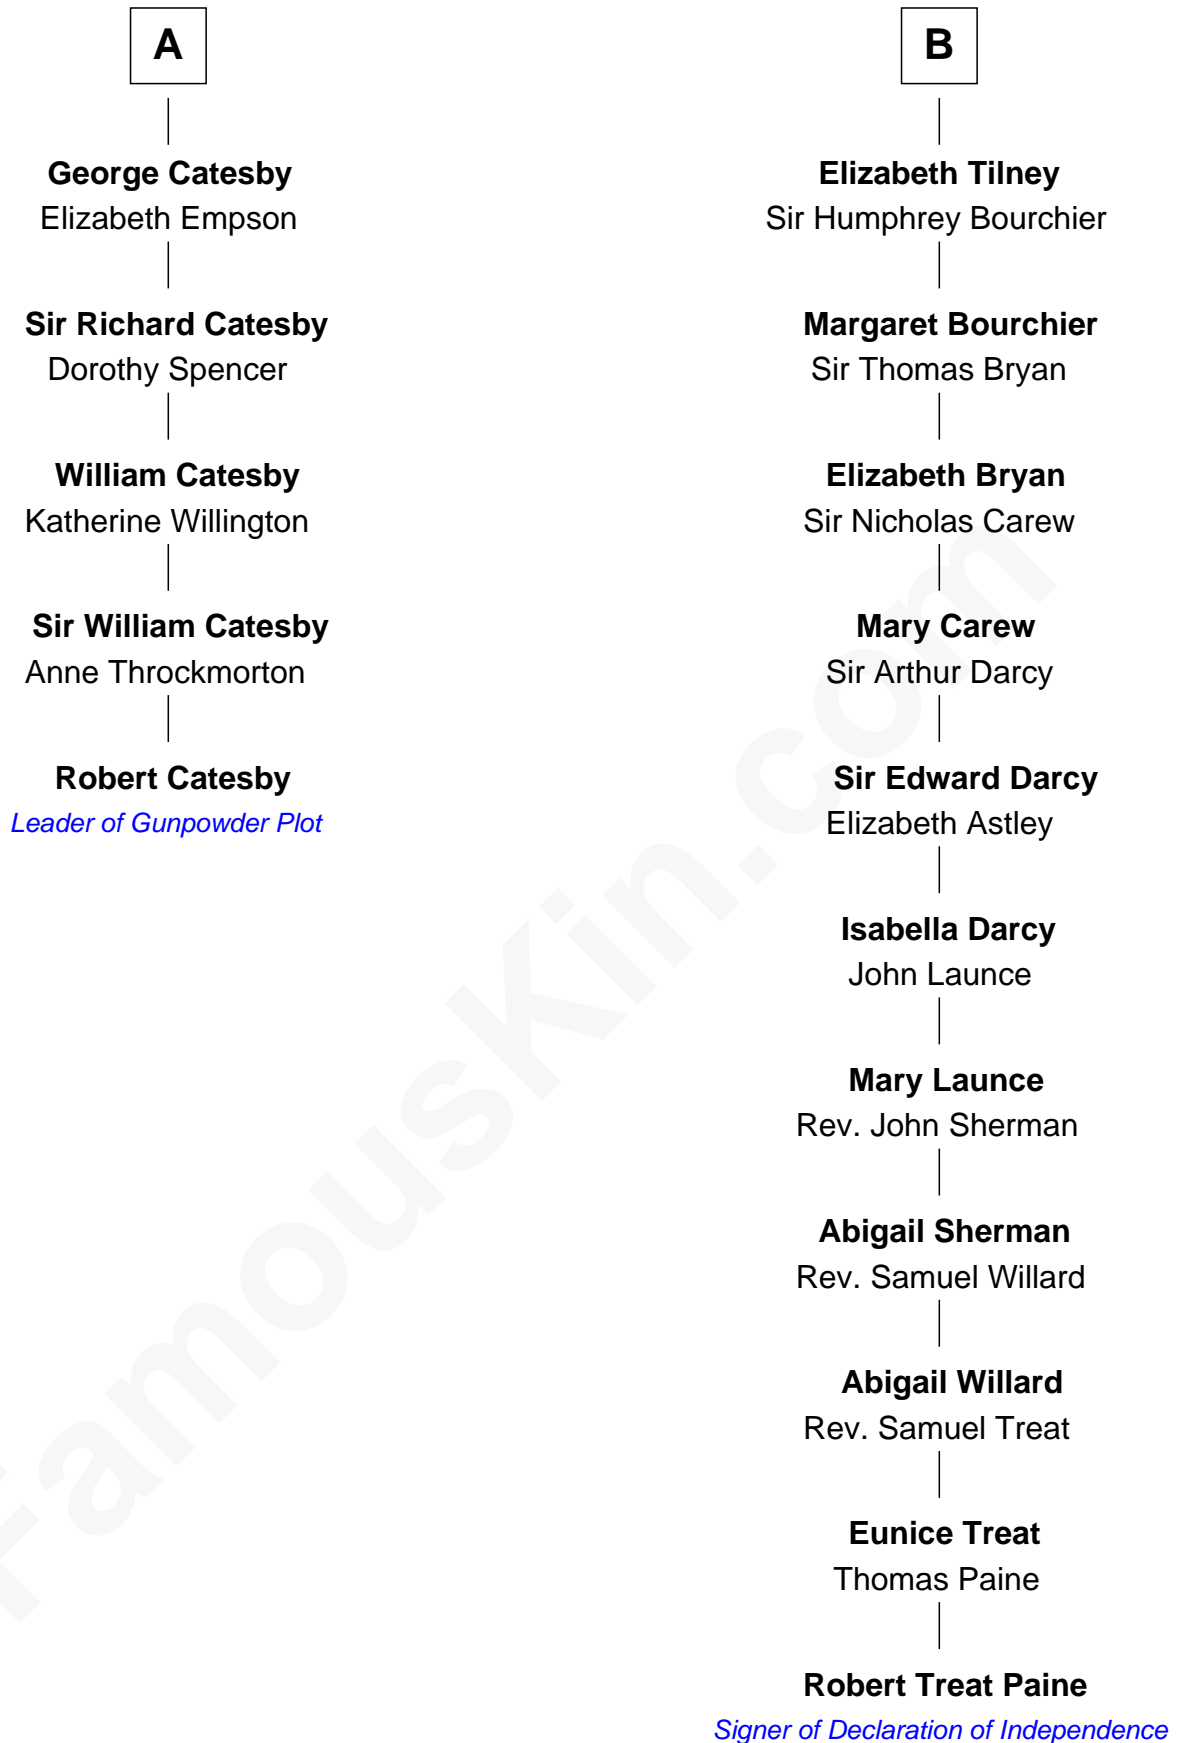 A
George Catesby
Elizabeth Empson
Sir Richard Catesby
Dorothy Spencer
William Catesby
Katherine Willington
Sir William Catesby
Anne Throckmorton
Robert Catesby
Leader of Gunpowder Plot
B
Elizabeth Tilney
Sir Humphrey Bourchier
Margaret Bourchier
Sir Thomas Bryan
Elizabeth Bryan
Sir Nicholas Carew
Mary Carew
Sir Arthur Darcy
Sir Edward Darcy
Elizabeth Astley
Isabella Darcy
John Launce
Mary Launce
Rev. John Sherman
Abigail Sherman
Rev. Samuel Willard
Abigail Willard
Rev. Samuel Treat
Eunice Treat
Thomas Paine
Robert Treat Paine
Signer of Declaration of Independence
FamousKin.com